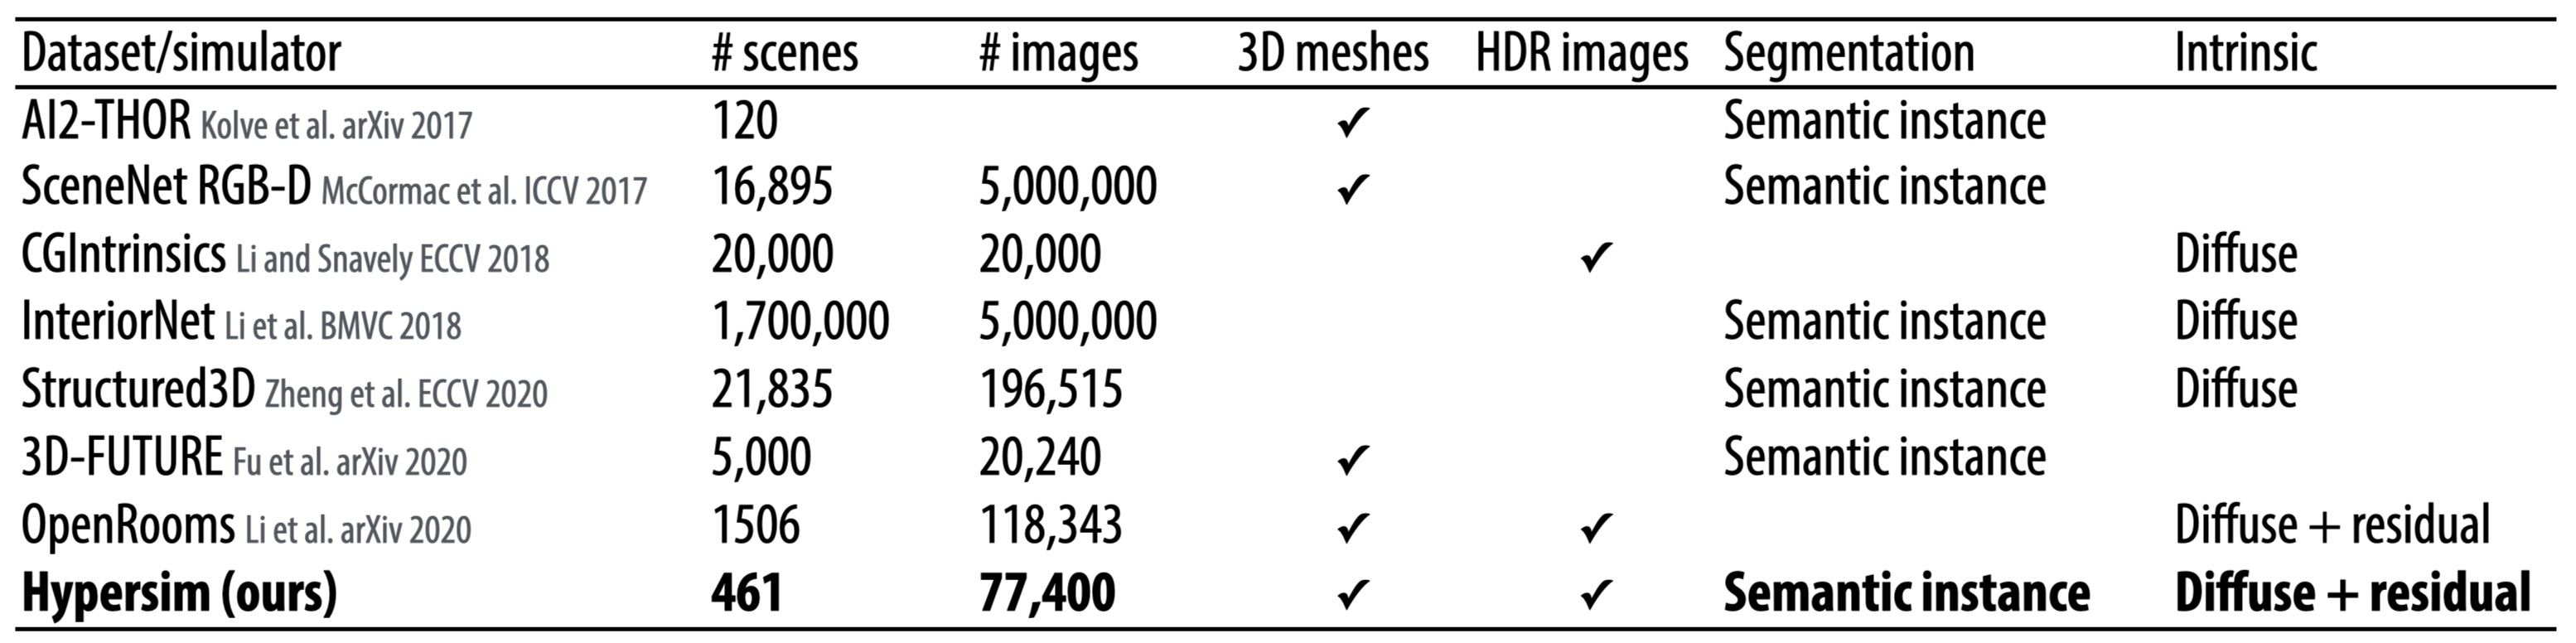 Dataset/simulator # scenes # images 3D meshes HDR images Segmentation Intrinsic
AI2-THOR Kolve et al. arXiv 2017 120 ✓ Semantic instance
SceneNet RGB-D McCormac et al. ICCV 2017 16,895 5,000,000 ✓ Semantic instance
CGIntrinsics Li and Snavely ECCV 2018 20,000 20,000 ✓ Diffuse
InteriorNet Li et al. BMVC 2018 1,700,000 5,000,000 Semantic instance Diffuse
Structured3D Zheng et al. ECCV 2020 21,835 196,515 Semantic instance Diffuse
3D-FUTURE Fu et al. arXiv 2020 5,000 20,240 ✓ Semantic instance
OpenRooms Li et al. arXiv 2020 1506 118,343 ✓ ✓ Diffuse + residual
Hypersim (ours) 461 77,400 ✓ ✓ Semantic instance Diffuse + residual